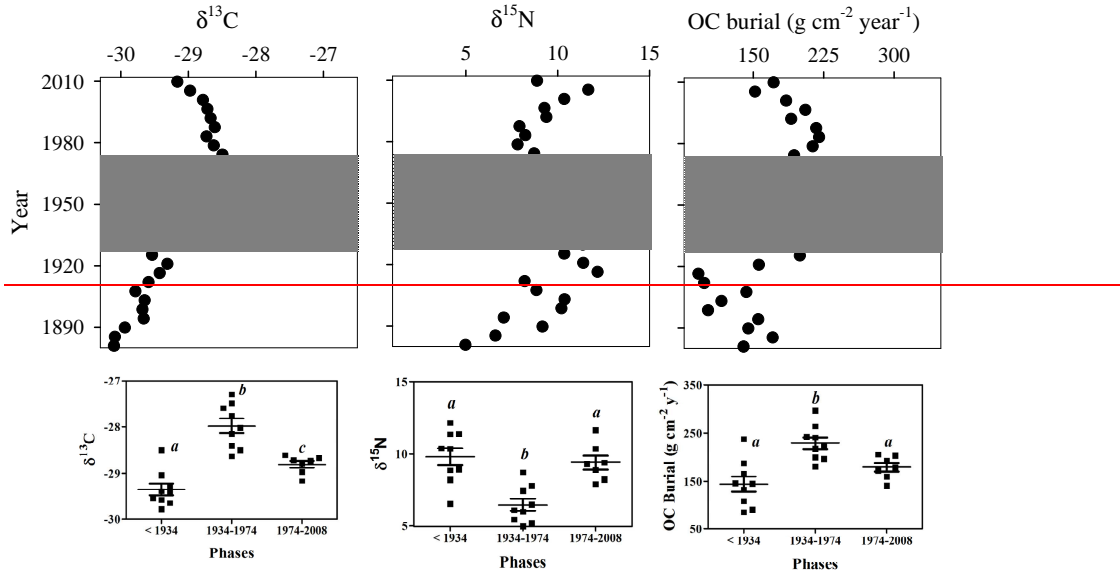 δ13C δ15N OC burial (g cm-2 year-1)
-30 -29 -28 -27 5 10 15 150 225 300
2010
1980
1950
1920
1890
Year
-27
-28
-29
-30
δ13C
a b c
< 1934 1934-1974 1974-2008
Phases
15
10
5
δ15N
a b a
< 1934 1934-1974 1974-2008
Phases
350
250
150
50
OC Burial (g cm-2 y-1)
a b a
< 1934 1934-1974 1974-2008
Phases